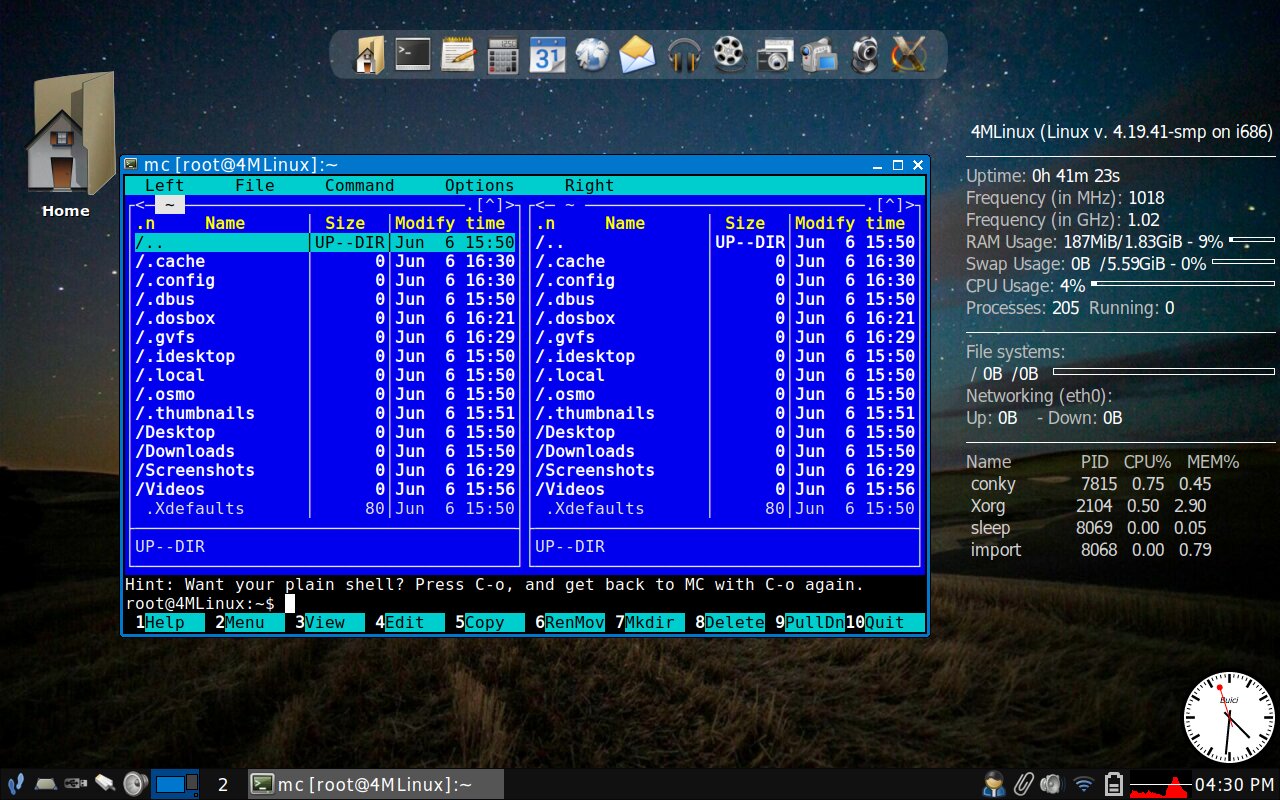 31
Home
mc [root@4MLinux]:~
Left File Command Options Right
<─ ~ ─.[^]> <─ ~ ─.[^]>
.n Name Size Modify time .n Name Size Modify time
/.. UP--DIR Jun 6 15:50 /.. UP--DIR Jun 6 15:50
/.cache 0 Jun 6 16:30 /.cache 0 Jun 6 16:30
/.config 0 Jun 6 16:30 /.config 0 Jun 6 16:30
/.dbus 0 Jun 6 15:50 /.dbus 0 Jun 6 15:50
/.dosbox 0 Jun 6 16:21 /.dosbox 0 Jun 6 16:21
/.gvfs 0 Jun 6 16:29 /.gvfs 0 Jun 6 16:29
/.idesktop 0 Jun 6 15:50 /.idesktop 0 Jun 6 15:50
/.local 0 Jun 6 15:50 /.local 0 Jun 6 15:50
/.osmo 0 Jun 6 15:50 /.osmo 0 Jun 6 15:50
/.thumbnails 0 Jun 6 15:51 /.thumbnails 0 Jun 6 15:51
/Desktop 0 Jun 6 15:50 /Desktop 0 Jun 6 15:50
/Downloads 0 Jun 6 15:50 /Downloads 0 Jun 6 15:50
/Screenshots 0 Jun 6 16:29 /Screenshots 0 Jun 6 16:29
/Videos 0 Jun 6 15:56 /Videos 0 Jun 6 15:56
.Xdefaults 80 Jun 6 15:50 .Xdefaults 80 Jun 6 15:50
UP--DIR UP--DIR
Hint: Want your plain shell? Press C-o, and get back to MC with C-o again.
root@4MLinux:~$
1Help 2Menu 3View 4Edit 5Copy 6RenMov 7Mkdir 8Delete 9PullDn 10Quit
4MLinux (Linux v. 4.19.41-smp on i686)
Uptime: 0h 41m 23s
Frequency (in MHz): 1018
Frequency (in GHz): 1.02
RAM Usage: 187MiB/1.83GiB - 9%
Swap Usage: 0B /5.59GiB - 0%
CPU Usage: 4%
Processes: 205 Running: 0
File systems:
/ 0B /0B
Networking (eth0):
Up: 0B - Down: 0B
Name PID CPU% MEM%
conky 7815 0.75 0.45
Xorg 2104 0.50 2.90
sleep 8069 0.00 0.05
import 8068 0.00 0.79
Buici
2 mc [root@4MLinux]:~ 04:30 PM